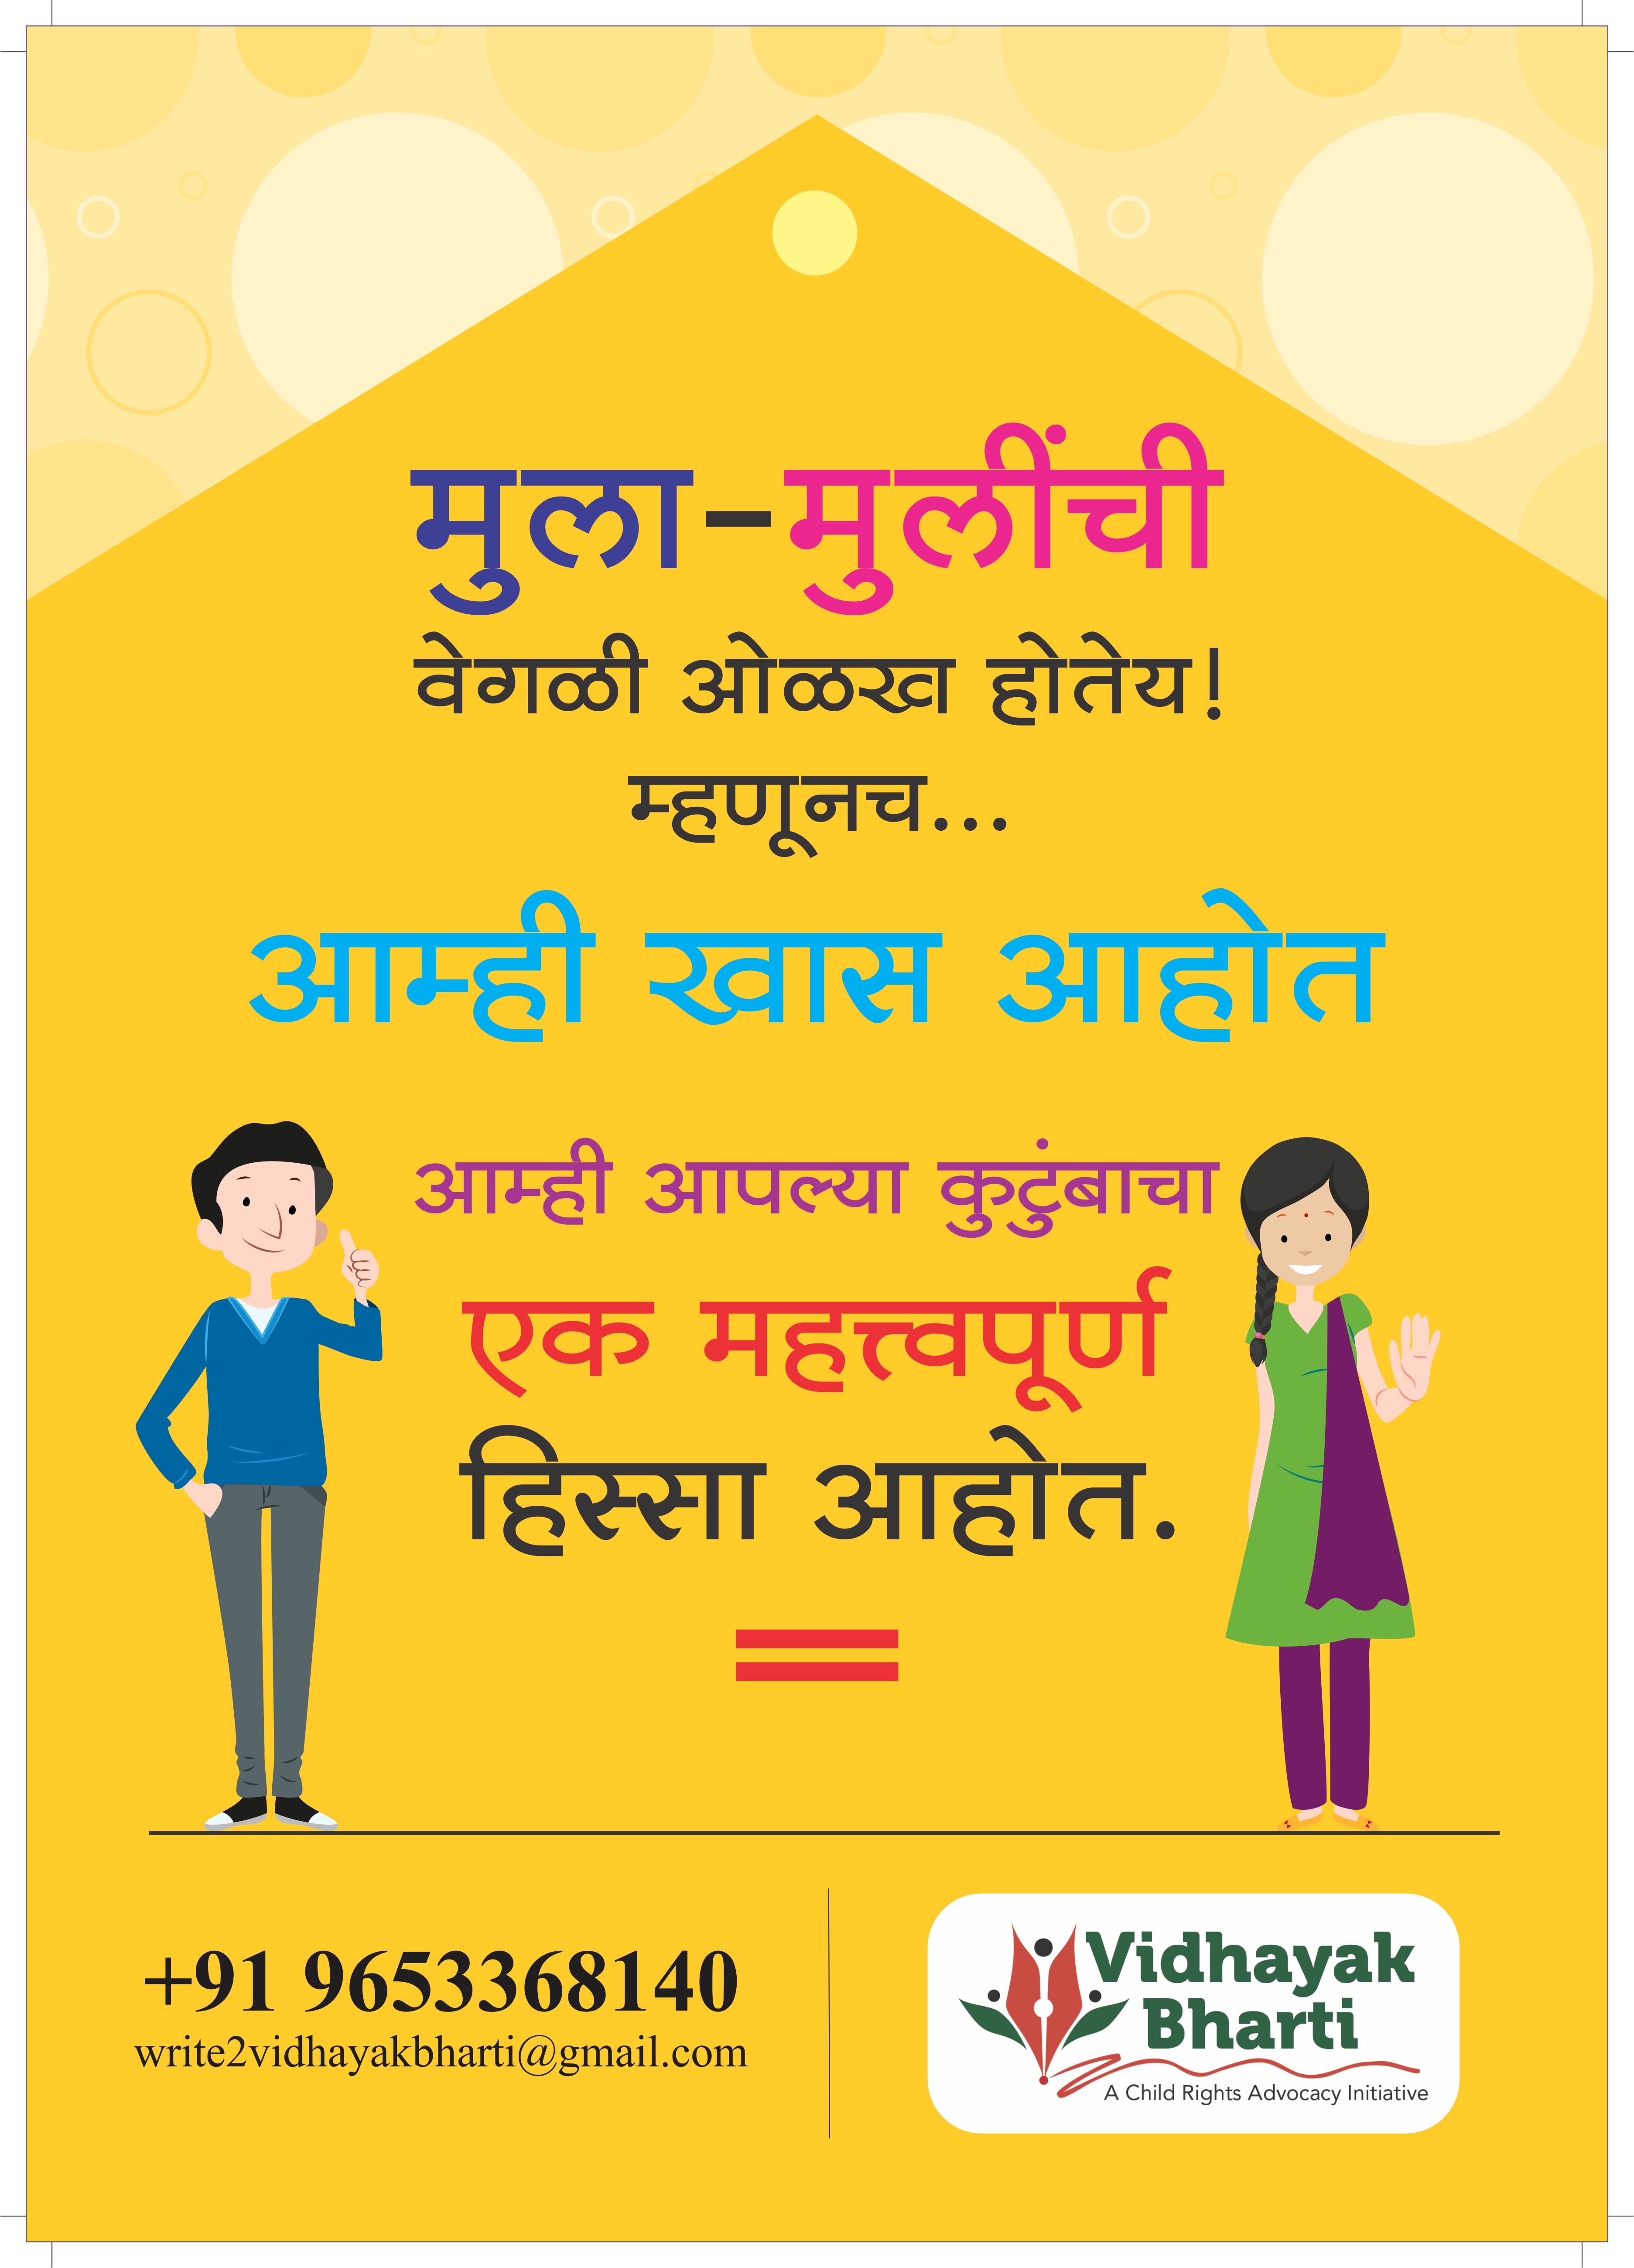 मुला-मुलींची
वेगळी ओळख होतेय!
म्हणूनच...
आम्ही खास आहोत
आम्ही आपल्या कुटुंबाचा
एक महत्त्वपूर्ण
हिस्सा आहोत.
+91 9653368140
write2vidhayakbharti@gmail.com
Vidhayak
Bharti
A Child Rights Advocacy Initiative